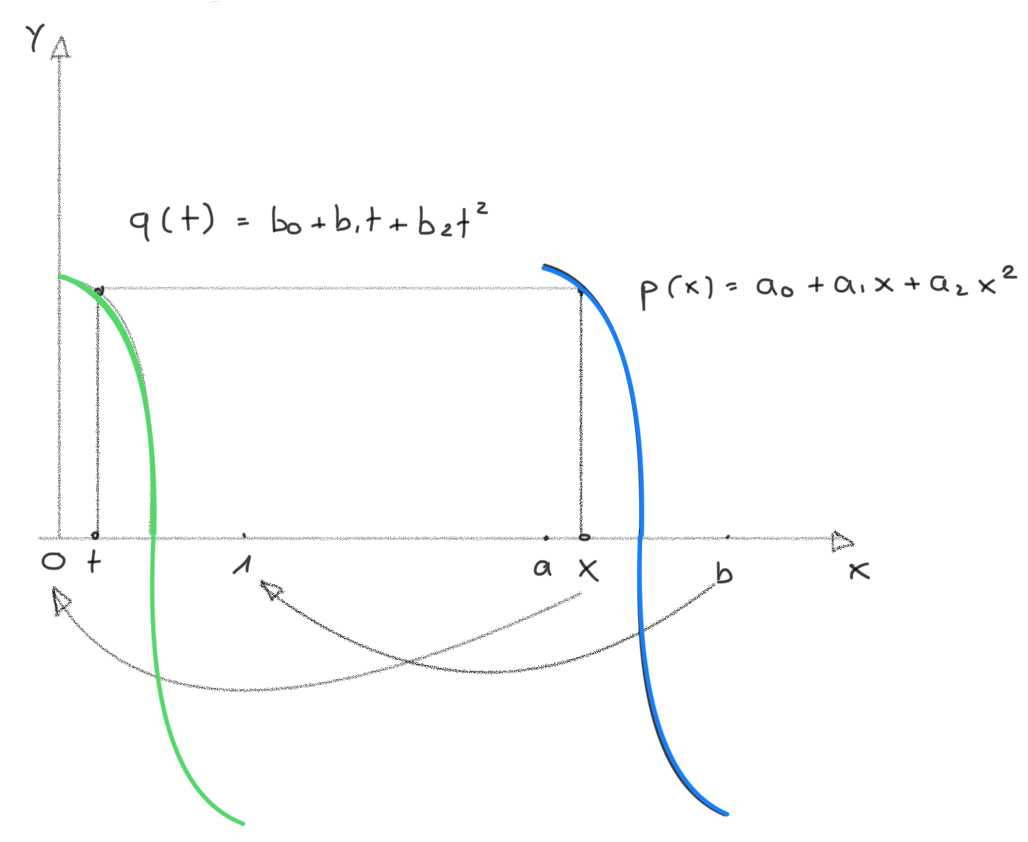 Y
q(t) = b₀ + b₁t + b₂t²
p(x) = a₀ + a₁x + a₂x²
0 t 1 a x b x